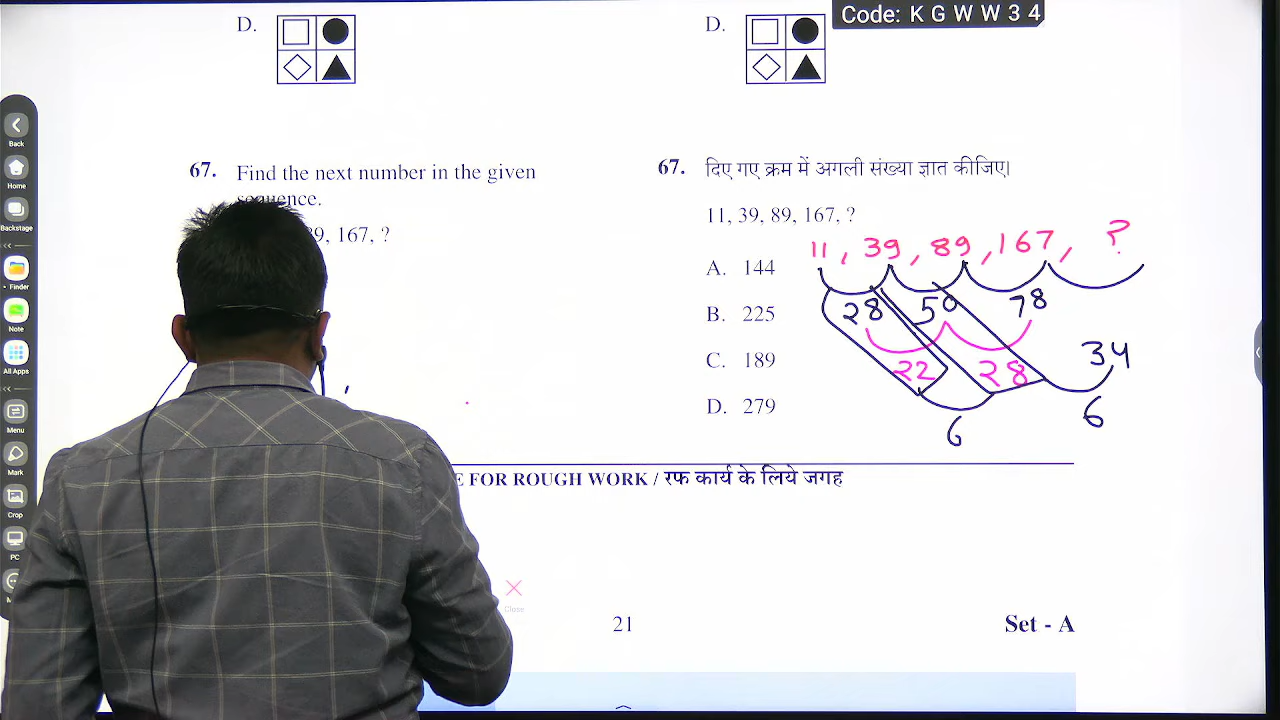 Code: K G W W 3 4
D.
D.
67. Find the next number in the given
sequence.
89, 167, ?
67. दिए गए क्रम में अगली संख्या ज्ञात कीजिए।
11, 39, 89, 167, ?
A. 144
B. 225
C. 189
D. 279
11, 39, 89, 167, ?
28 50 78
22 28 34
6 6
E FOR ROUGH WORK / रफ कार्य के लिये जगह
21
Set - A
Back
Home
Backstage
Finder
Note
All Apps
Menu
Mark
Crop
PC
Close